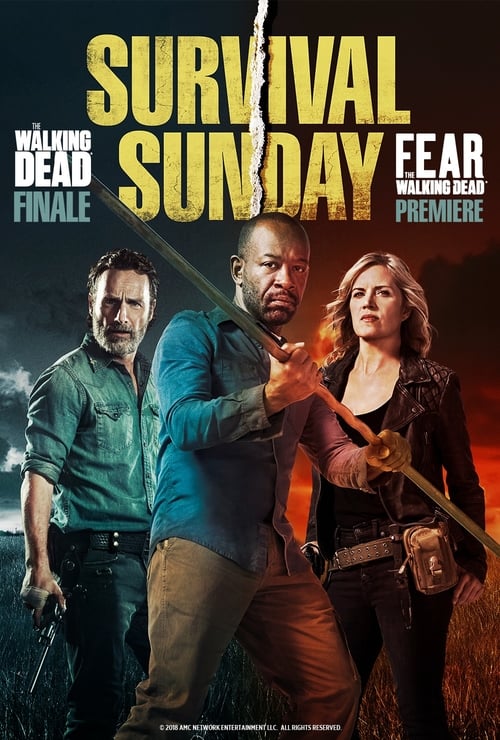 SURVIVAL
SUNDAY
THE
WALKING
DEAD
FINALE
FEAR
THE
WALKING DEAD
PREMIERE
© 2018 AMC NETWORK ENTERTAINMENT LLC. ALL RIGHTS RESERVED.